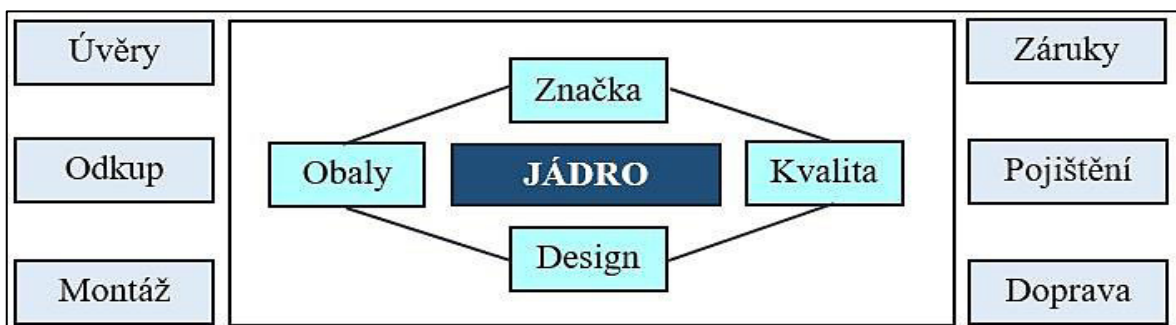 Úvěry
Záruky
Značka
Odkup
Obaly
JÁDRO
Kvalita
Pojištění
Design
Montáž
Doprava